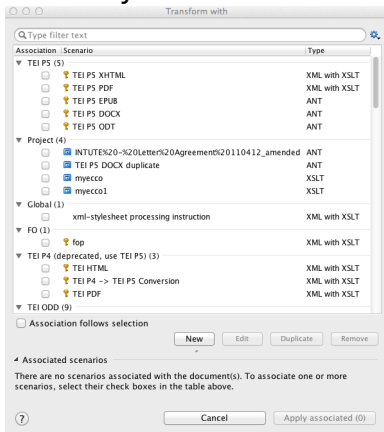 Transform with
Type filter text
Association Scenario Type
TEI P5 (5)
TEI P5 XHTML XML with XSLT
TEI P5 PDF XML with XSLT
TEI P5 EPUB ANT
TEI P5 DOCX ANT
TEI P5 ODT ANT
Project (4)
INTUTE%20-%20Letter%20Agreement%20110412_amended ANT
TEI P5 DOCX duplicate ANT
myecco XSLT
myecco1 XSLT
Global (1)
xml-stylesheet processing instruction XML with XSLT
FO (1)
fop XML with XSLT
TEI P4 (deprecated, use TEI P5) (3)
TEI HTML XML with XSLT
TEI P4 -> TEI P5 Conversion XML with XSLT
TEI PDF XML with XSLT
TEI ODD (9)
Association follows selection
New Edit Duplicate Remove
Associated scenarios
There are no scenarios associated with the document(s). To associate one or more
scenarios, select their check boxes in the table above.
? Cancel Apply associated (0)